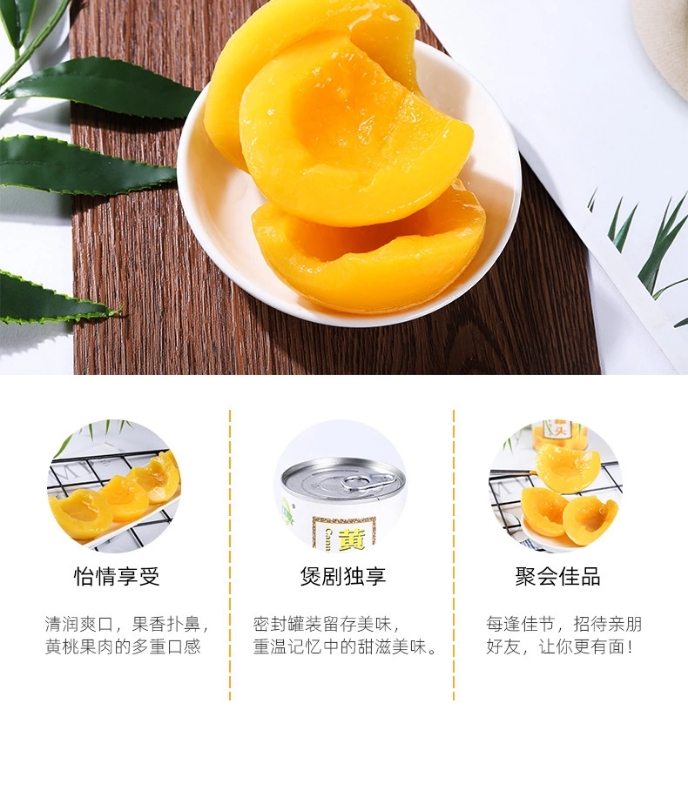 头
黄
Cann
怡情享受
煲剧独享
聚会佳品
清润爽口，果香扑鼻，
黄桃果肉的多重口感
密封罐装留存美味，
重温记忆中的甜滋美味。
每逢佳节，招待亲朋
好友，让你更有面！